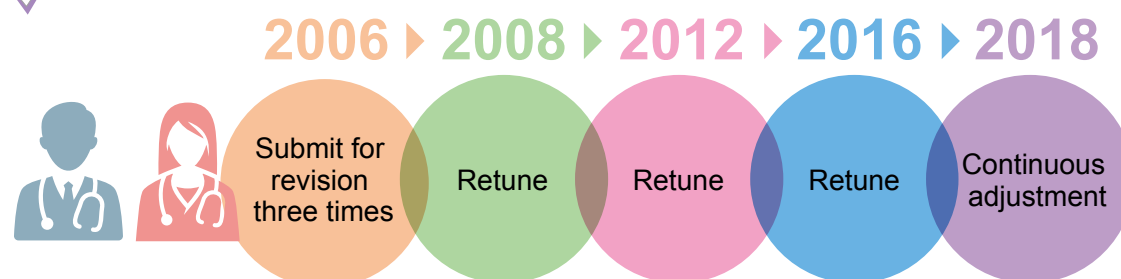 2006 2008 2012 2016 2018
Submit for
revision
three times
Retune
Retune
Retune
Continuous
adjustment